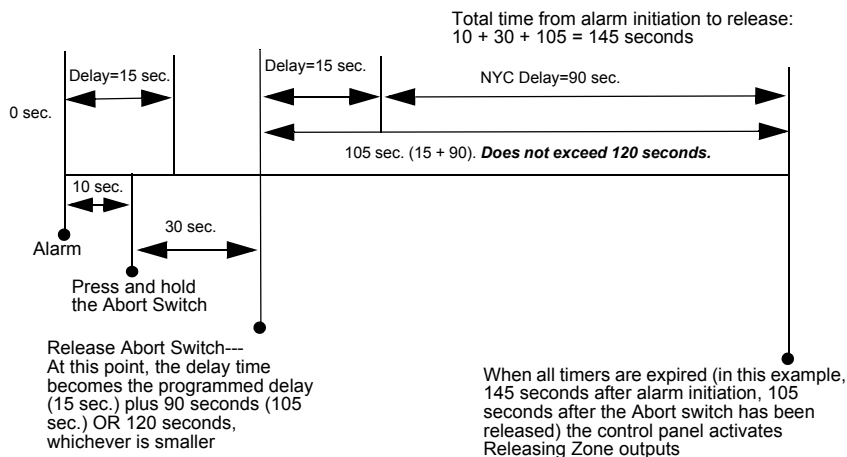 Total time from alarm initiation to release:
10 + 30 + 105 = 145 seconds
Delay=15 sec.
Delay=15 sec.
NYC Delay=90 sec.
0 sec.
105 sec. (15 + 90). Does not exceed 120 seconds.
10 sec.
30 sec.
Alarm
Press and hold
the Abort Switch
Release Abort Switch---
At this point, the delay time
becomes the programmed delay
(15 sec.) plus 90 seconds (105
sec.) OR 120 seconds,
whichever is smaller
When all timers are expired (in this example,
145 seconds after alarm initiation, 105
seconds after the Abort switch has been
released) the control panel activates
Releasing Zone outputs